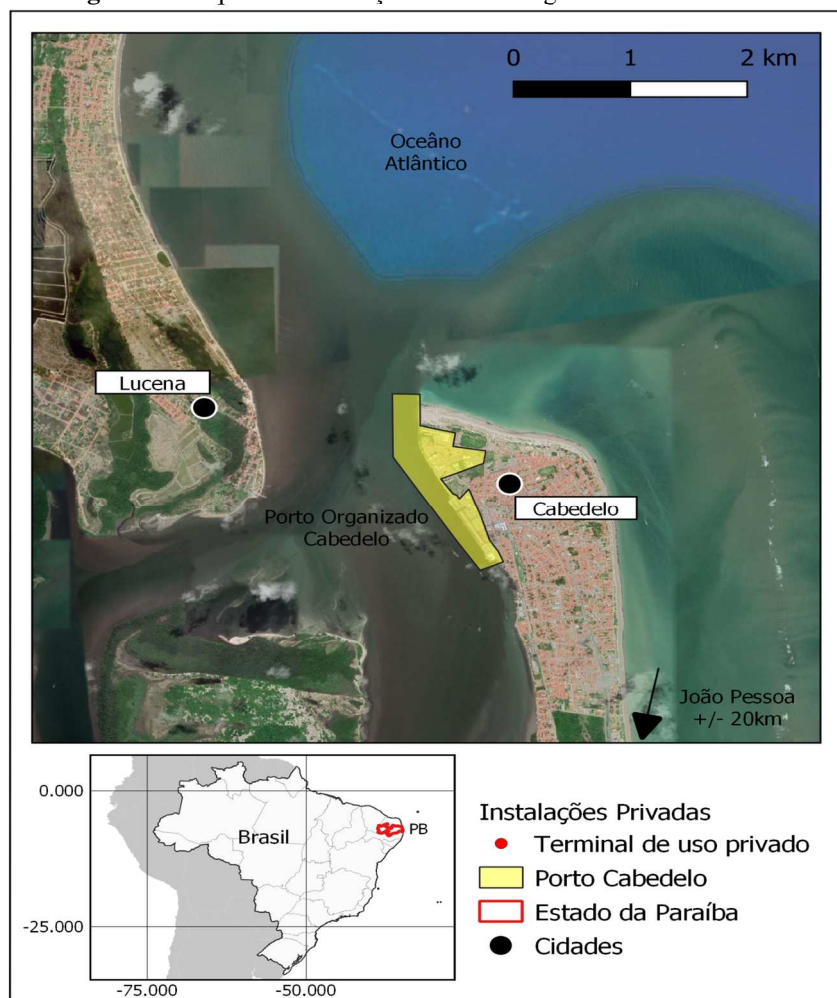 0 1 2 km
Oceâno
Atlântico
Lucena
Porto Organizado
Cabedelo
Cabedelo
João Pessoa
+/- 20km
0.000
-25.000
-75.000 -50.000
Brasil
PB
Instalações Privadas
Terminal de uso privado
Porto Cabedelo
Estado da Paraíba
Cidades